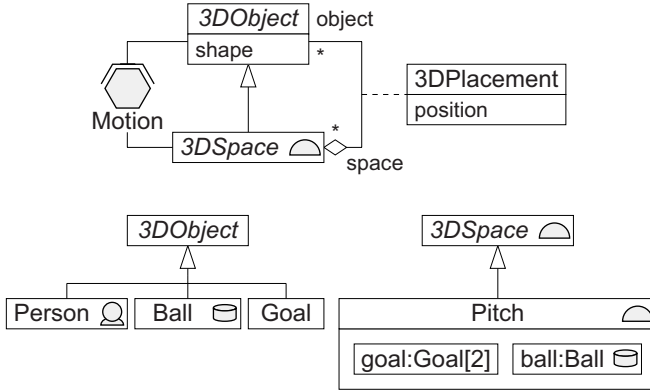 3DObject
object
shape
*
3DPlacement
position
Motion
*
3DSpace
space
3DObject
3DSpace
Person
Ball
Goal
Pitch
goal:Goal[2]
ball:Ball